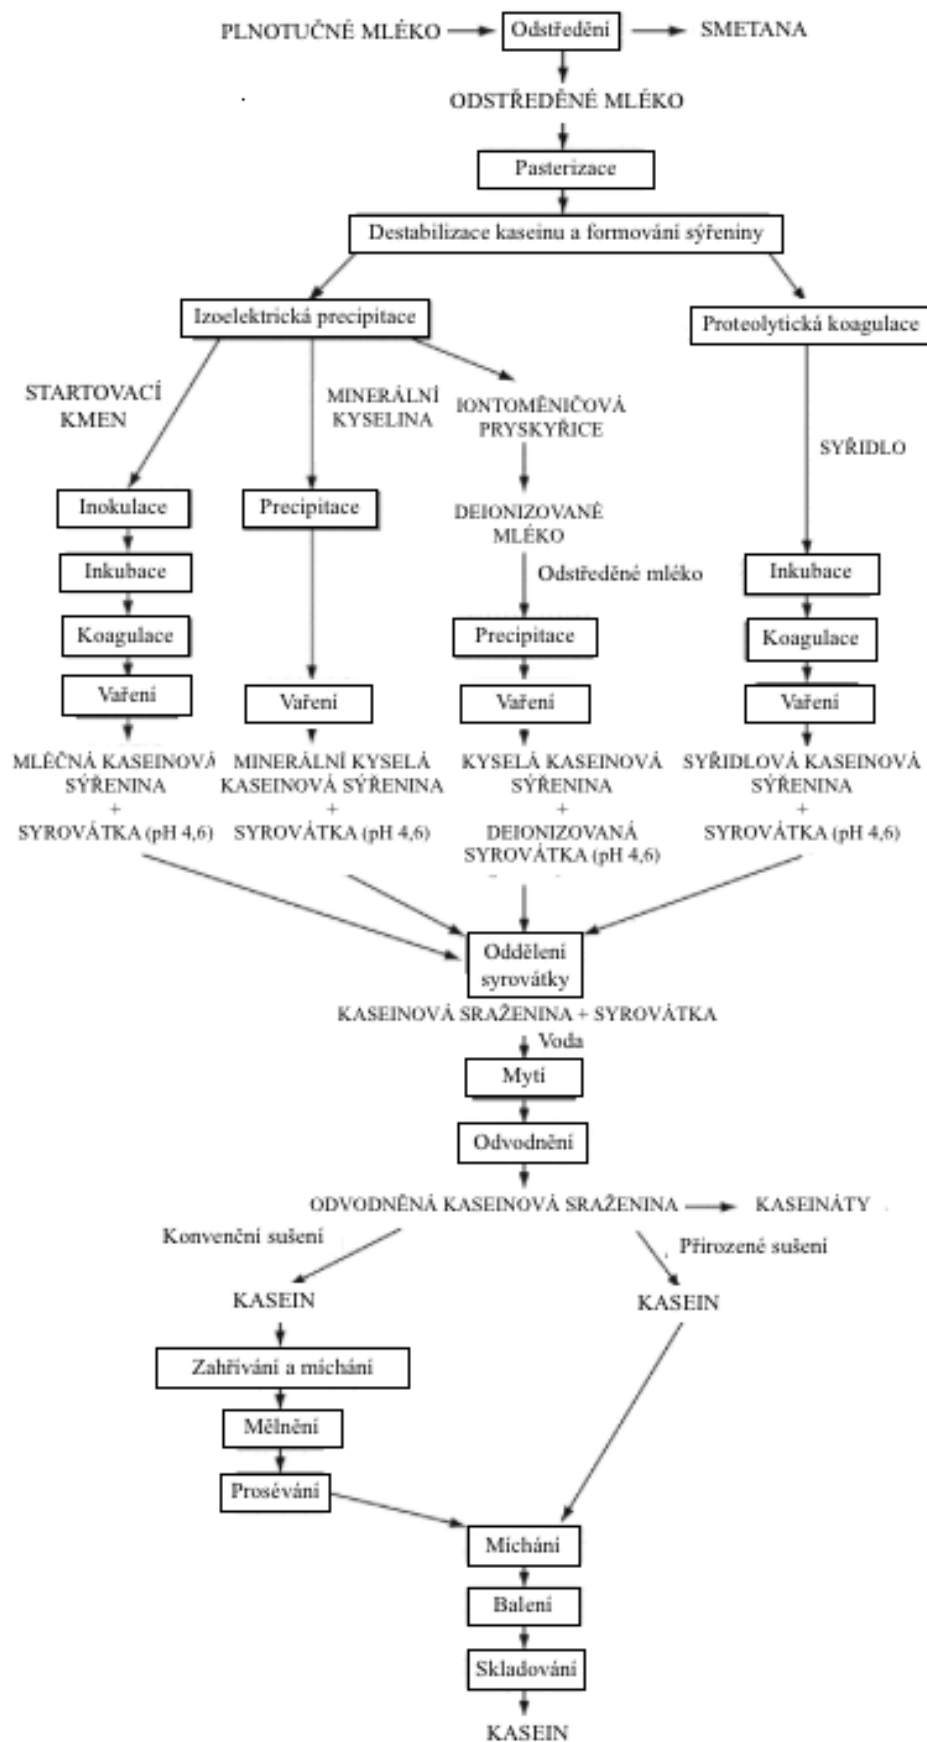 PLNOTUČNÉ MLÉKO
Odstředění
SMETANA
ODSTŘEDĚNÉ MLÉKO
Pasterizace
Destabilizace kaseinu a formování sýřeniny
Izoelektrická precipitace
Proteolytická koagulace
STARTOVACÍ
KMEN
MINERÁLNÍ
KYSELINA
IONTOMĚNIČOVÁ
PRYSKYŘICE
SYŘIDLO
Inokulace
Precipitace
DEIONIZOVANÉ
MLÉKO
Inkubace
Odstředěné mléko
Inkubace
Koagulace
Precipitace
Koagulace
Vaření
Vaření
Vaření
Vaření
MLÉČNÁ KASEINOVÁ
SÝŘENINA
+
SYROVÁTKA (pH 4,6)
MINERÁLNÍ KYSELÁ
KASEINOVÁ SÝŘENINA
+
SYROVÁTKA (pH 4,6)
KYSELÁ KASEINOVÁ
SÝŘENINA
+
DEIONIZOVANÁ
SYROVÁTKA (pH 4,6)
SYŘIDLOVÁ KASEINOVÁ
SÝŘENINA
+
SYROVÁTKA (pH 4,6)
Oddělení
syrovátky
KASEINOVÁ SRAŽENINA + SYROVÁTKA
Voda
Mytí
Odvodnění
ODVODNĚNÁ KASEINOVÁ SRAŽENINA
KASEINÁTY
Konvenční sušení
Přirozené sušení
KASEIN
KASEIN
Zahřívání a míchání
Mělnění
Prosévání
Míchání
Balení
Skladování
KASEIN